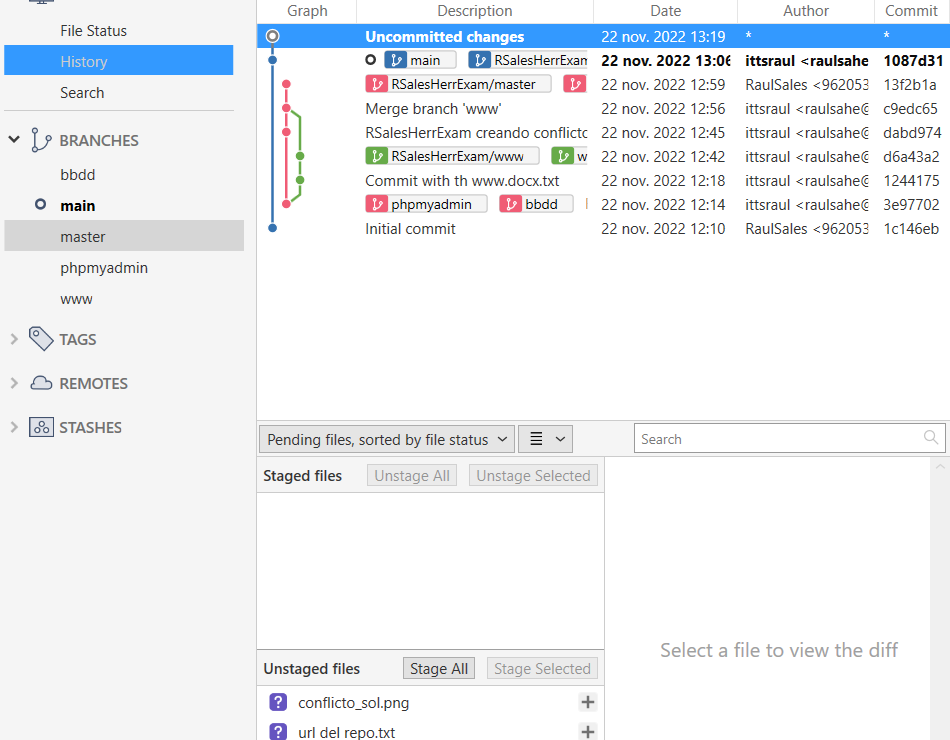 File Status
History
Search
BRANCHES
bbdd
main
master
phpmyadmin
www
TAGS
REMOTES
STASHES
Graph Description Date Author Commit
Uncommitted changes 22 nov. 2022 13:19 * *
main RSalesHerrExam 22 nov. 2022 13:06 ittsraul <raulsahe 1087d31
RSalesHerrExam/master 22 nov. 2022 12:59 RaulSales <962053 13f2b1a
Merge branch 'www' 22 nov. 2022 12:56 ittsraul <raulsahe@ c9edc65
RSalesHerrExam creando conflicto 22 nov. 2022 12:45 ittsraul <raulsahe@ dabd974
RSalesHerrExam/www w 22 nov. 2022 12:42 ittsraul <raulsahe@ d6a43a2
Commit with th www.docx.txt 22 nov. 2022 12:18 ittsraul <raulsahe@ 1244175
phpmyadmin bbdd 22 nov. 2022 12:14 ittsraul <raulsahe@ 3e97702
Initial commit 22 nov. 2022 12:10 RaulSales <962053 1c146eb
Pending files, sorted by file status Search
Staged files Unstage All Unstage Selected
Select a file to view the diff
Unstaged files Stage All Stage Selected
conflicto_sol.png
url del repo.txt